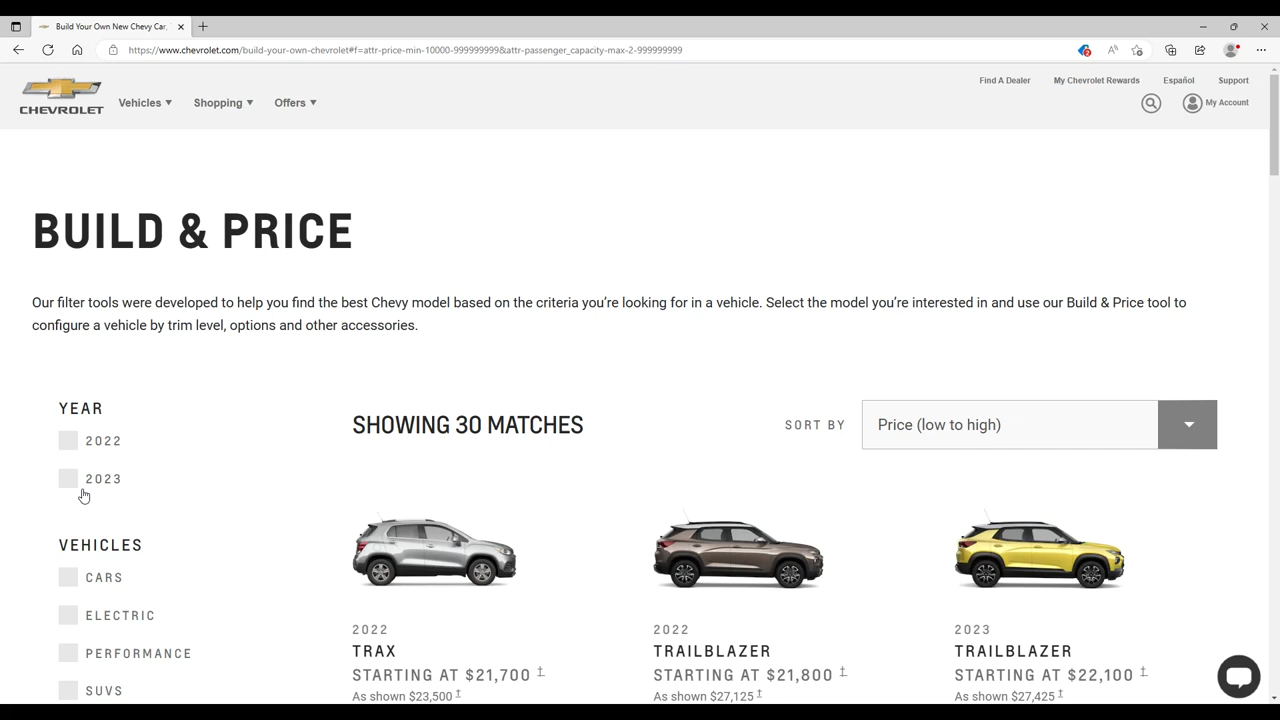 Build Your Own New Chevy Car,
https://www.chevrolet.com/build-your-own-chevrolet#f=attr-price-min-10000-999999999&attr-passenger_capacity-max-2-999999999
2
Find A Dealer My Chevrolet Rewards Español Support
CHEVROLET Vehicles Shopping Offers My Account
BUILD & PRICE
Our filter tools were developed to help you find the best Chevy model based on the criteria you’re looking for in a vehicle. Select the model you’re interested in and use our Build & Price tool to
configure a vehicle by trim level, options and other accessories.
YEAR
2022
2023
VEHICLES
CARS
ELECTRIC
PERFORMANCE
SUVS
SHOWING 30 MATCHES SORT BY Price (low to high)
2022
TRAX
STARTING AT $21,700 ‡
As shown $23,500 †
2022
TRAILBLAZER
STARTING AT $21,800 ‡
As shown $27,125 †
2023
TRAILBLAZER
STARTING AT $22,100 ‡
As shown $27,425 †